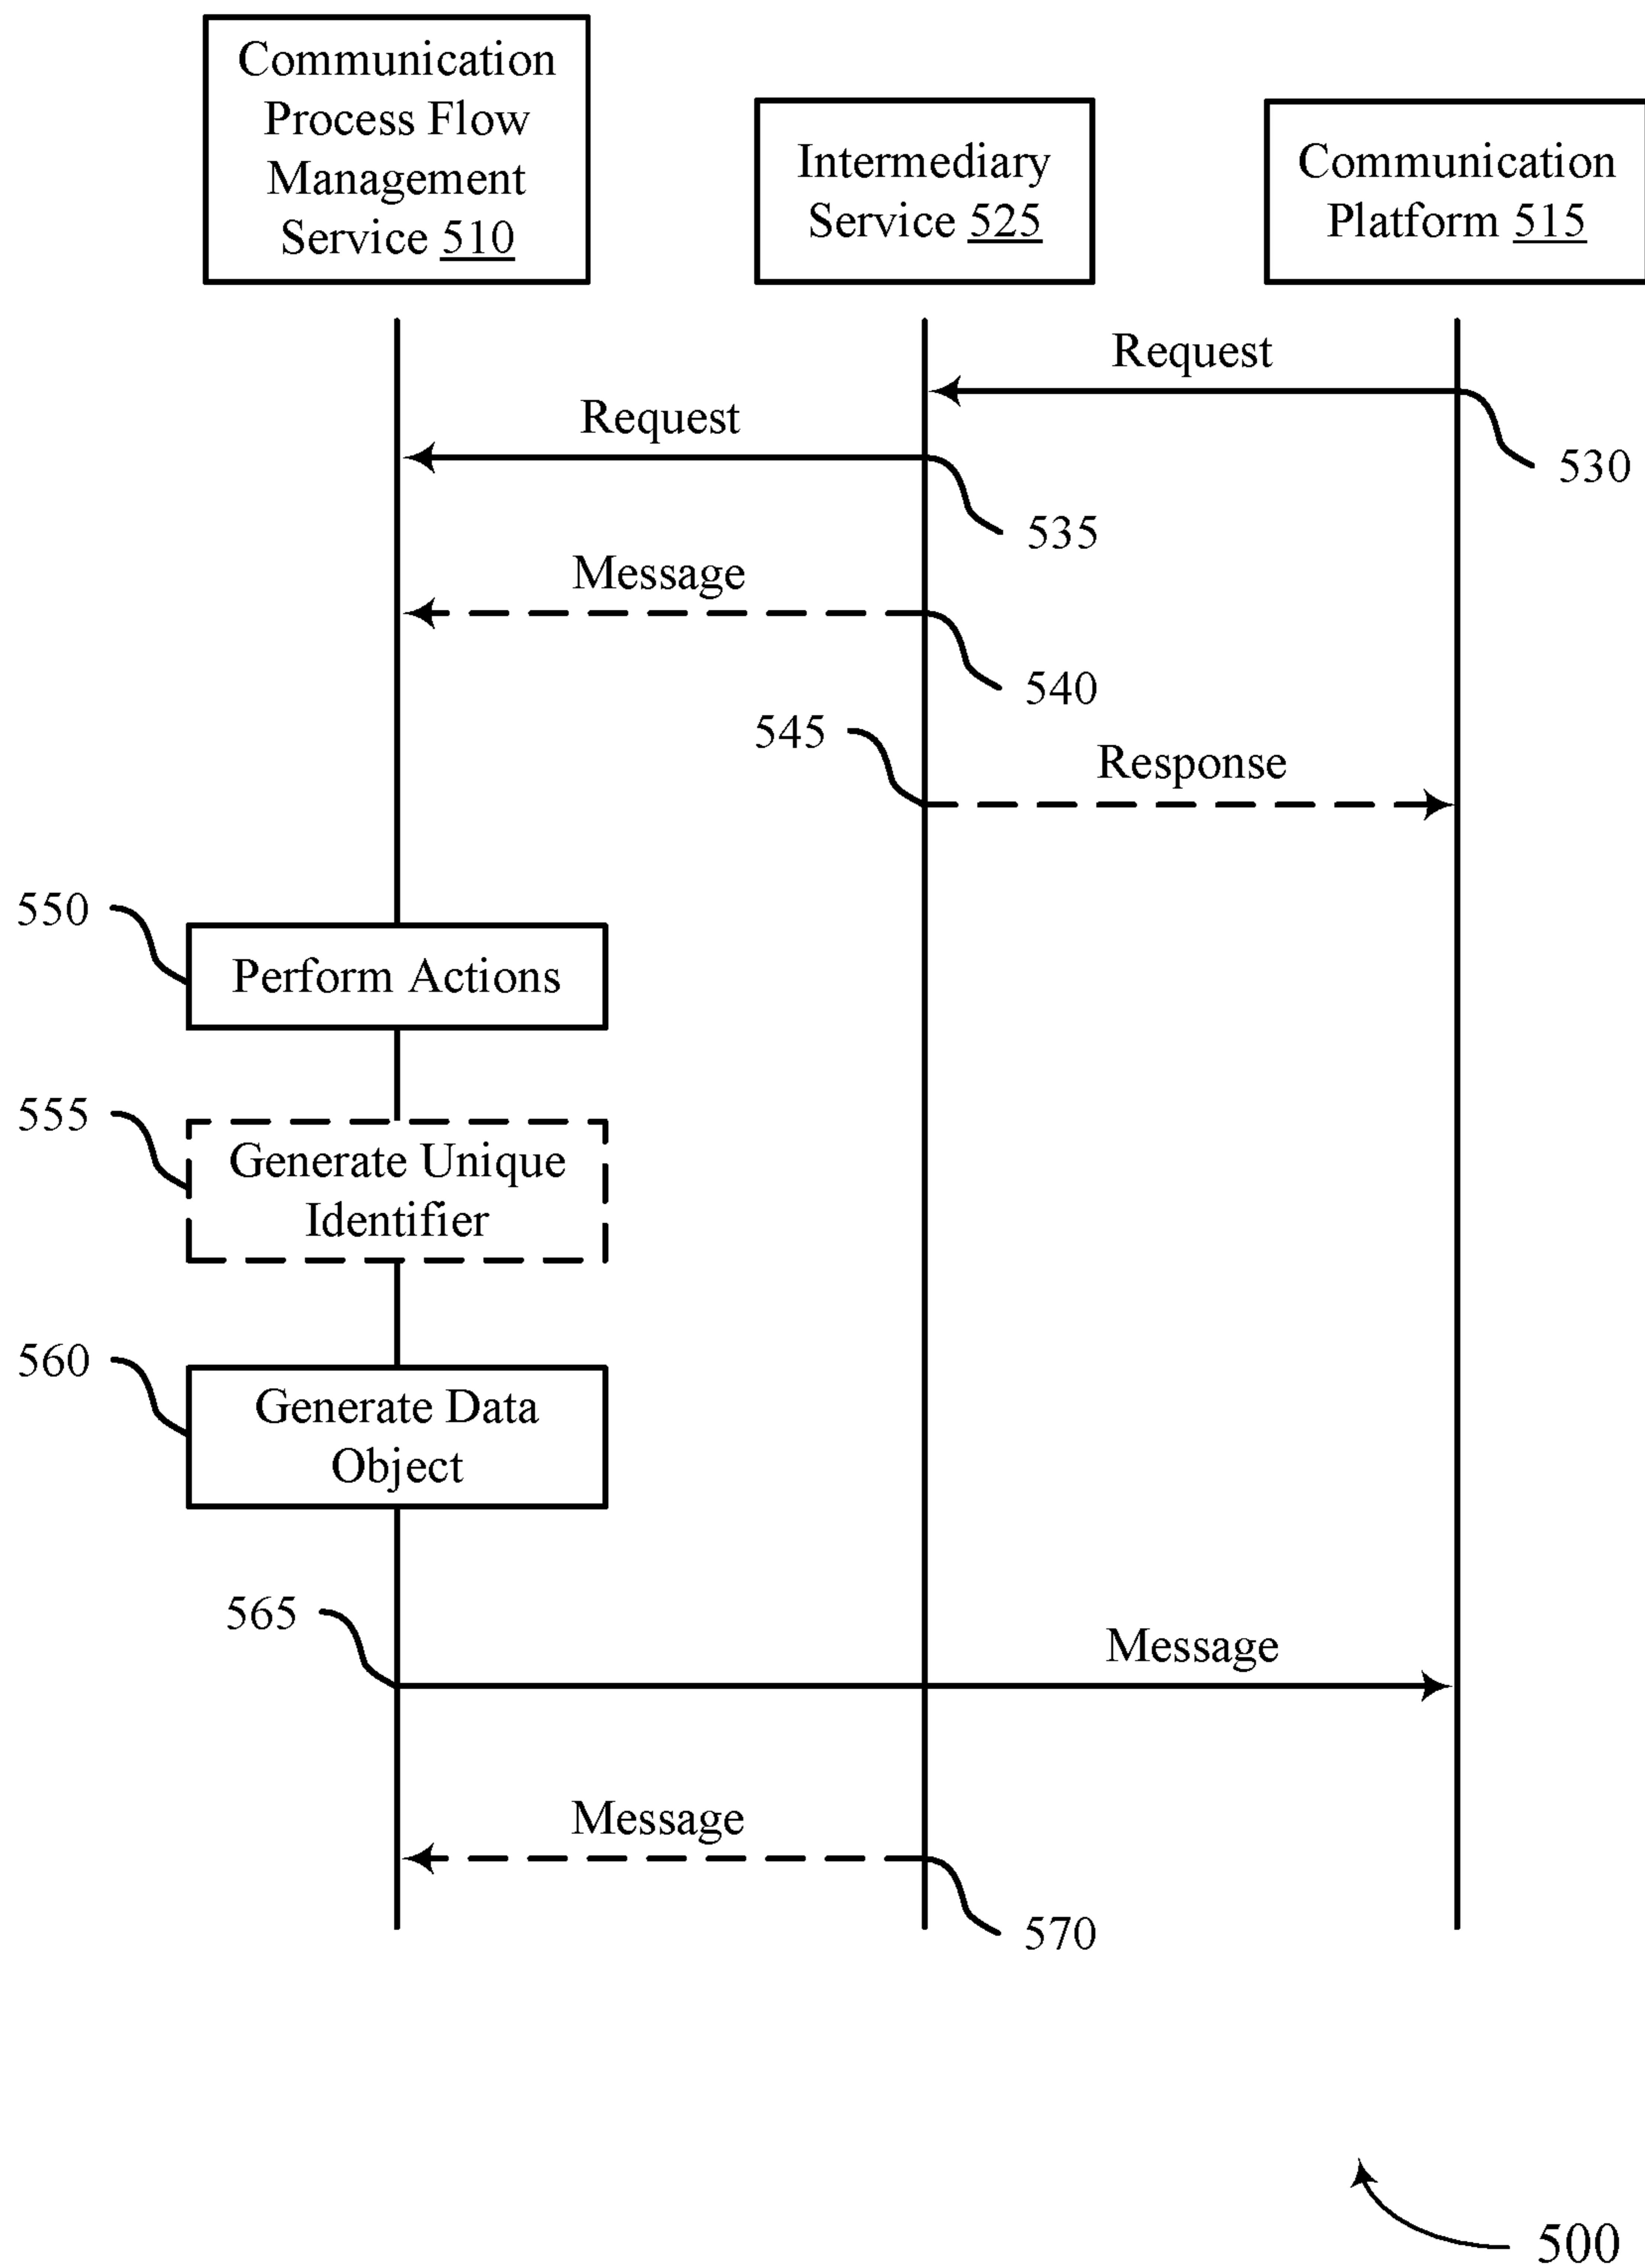 Communication
Process Flow
Management
Service 510
Intermediary
Service 525
Communication
Platform 515
Request
530
Request
535
Message
540
545
Response
550
Perform Actions
555
Generate Unique
Identifier
560
Generate Data
Object
565
Message
Message
570
500